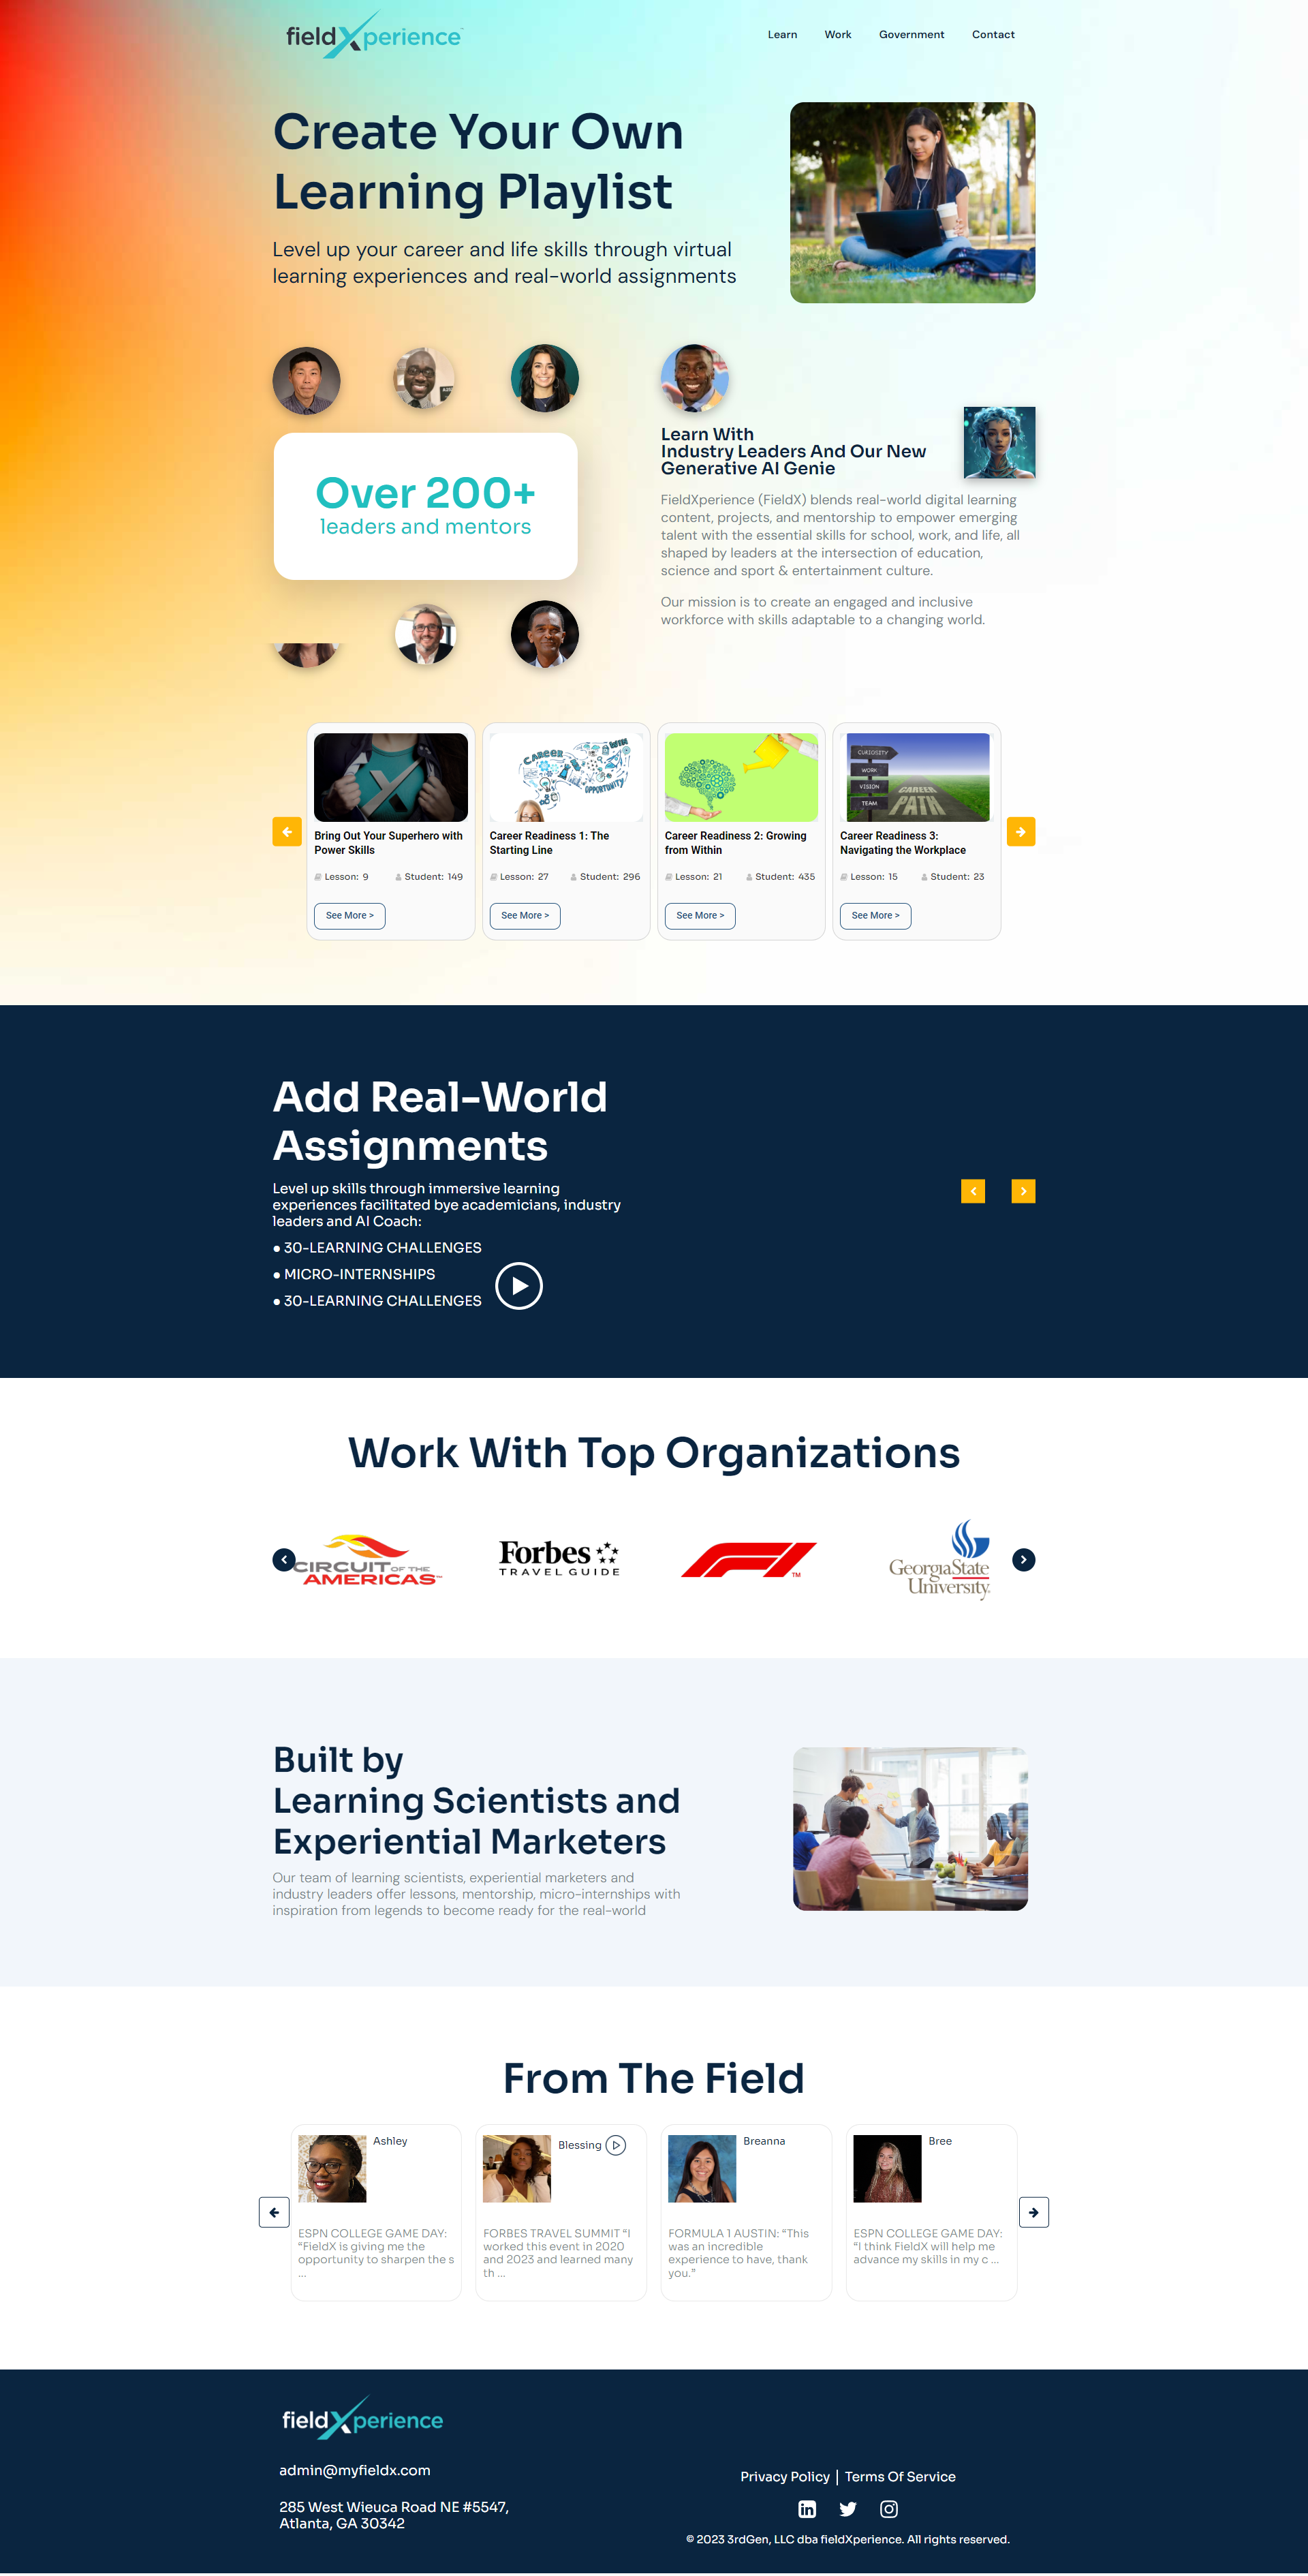 fieldXperience
Learn
Work
Government
Contact
Create Your Own
Learning Playlist
Level up your career and life skills through virtual
learning experiences and real-world assignments
Over 200+
leaders and mentors
Learn With
Industry Leaders And Our New
Generative AI Genie
FieldXperience (FieldX) blends real-world digital learning
content, projects, and mentorship to empower emerging
talent with the essential skills for school, work, and life, all
shaped by leaders at the intersection of education,
science and sport & entertainment culture.
Our mission is to create an engaged and inclusive
workforce with skills adaptable to a changing world.
Bring Out Your Superhero with
Power Skills
Lesson: 9
Student: 149
See More >
CAREER
WIN
OPPORTUNITY
Career Readiness 1: The
Starting Line
Lesson: 27
Student: 296
See More >
Career Readiness 2: Growing
from Within
Lesson: 21
Student: 435
See More >
CURIOSITY
WORK
VISION
TEAM
CAREER
PATH
Career Readiness 3:
Navigating the Workplace
Lesson: 15
Student: 23
See More >
Add Real-World
Assignments
Level up skills through immersive learning
experiences facilitated bye academicians, industry
leaders and AI Coach:
● 30-LEARNING CHALLENGES
● MICRO-INTERNSHIPS
● 30-LEARNING CHALLENGES
Work With Top Organizations
CIRCUIT OF THE
AMERICAS™
Forbes
TRAVEL GUIDE
F1 TM
GeorgiaState
University
Built by
Learning Scientists and
Experiential Marketers
Our team of learning scientists, experiential marketers and
industry leaders offer lessons, mentorship, micro-internships with
inspiration from legends to become ready for the real-world
From The Field
Ashley
ESPN COLLEGE GAME DAY:
“FieldX is giving me the
opportunity to sharpen the s
...
Blessing
FORBES TRAVEL SUMMIT “I
worked this event in 2020
and 2023 and learned many
th ...
Breanna
FORMULA 1 AUSTIN: “This
was an incredible
experience to have, thank
you.”
Bree
ESPN COLLEGE GAME DAY:
“I think FieldX will help me
advance my skills in my c ...
fieldXperience
admin@myfieldx.com
285 West Wieuca Road NE #5547,
Atlanta, GA 30342
Privacy Policy | Terms Of Service
in
© 2023 3rdGen, LLC dba fieldXperience. All rights reserved.